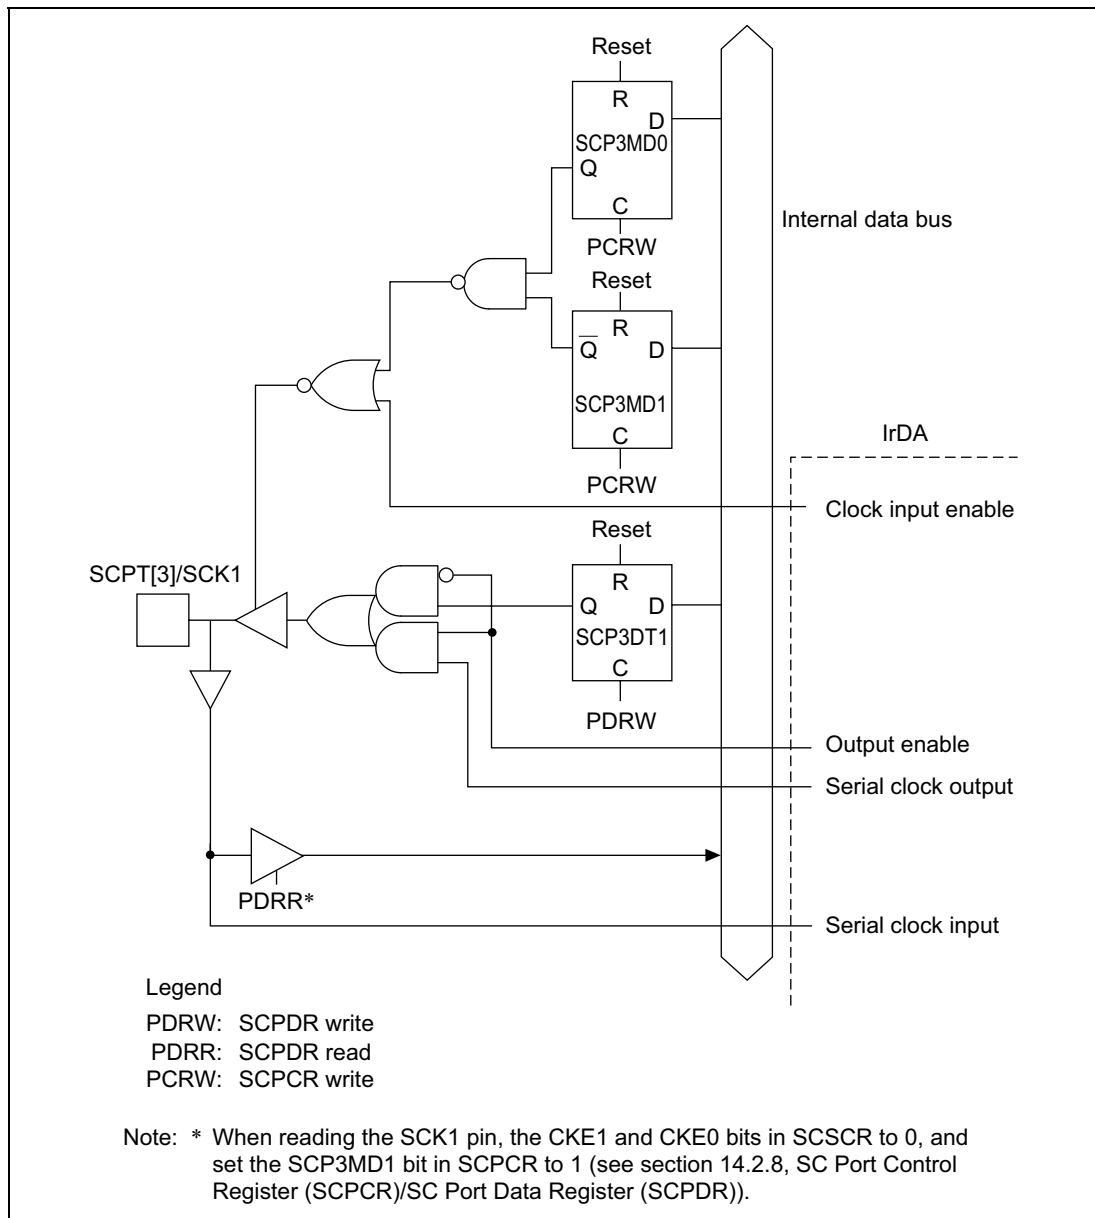 Reset
R
D
SCP3MD0
Q
C
Internal data bus
PCRW
Reset
R
Q̅ D
SCP3MD1
C
IrDA
PCRW
Clock input enable
Reset
SCPT[3]/SCK1
R
Q D
SCP3DT1
C
PDRW
Output enable
Serial clock output
PDRR*
Serial clock input
Legend
PDRW: SCPDR write
PDRR: SCPDR read
PCRW: SCPCR write
Note: * When reading the SCK1 pin, the CKE1 and CKE0 bits in SCSCR to 0, and
set the SCP3MD1 bit in SCPCR to 1 (see section 14.2.8, SC Port Control
Register (SCPCR)/SC Port Data Register (SCPDR)).